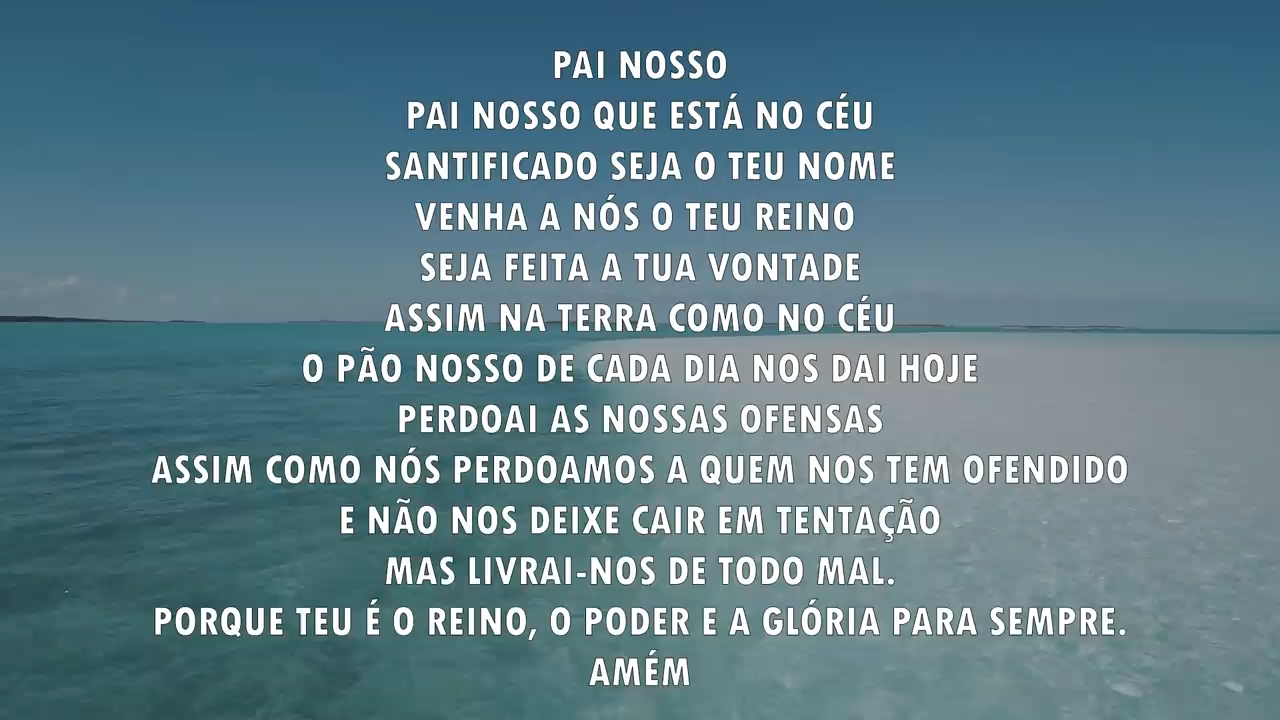 PAI NOSSO
PAI NOSSO QUE ESTÁ NO CÉU
SANTIFICADO SEJA O TEU NOME
VENHA A NÓS O TEU REINO
SEJA FEITA A TUA VONTADE
ASSIM NA TERRA COMO NO CÉU
O PÃO NOSSO DE CADA DIA NOS DAI HOJE
PERDOAI AS NOSSAS OFENSAS
ASSIM COMO NÓS PERDOAMOS A QUEM NOS TEM OFENDIDO
E NÃO NOS DEIXE CAIR EM TENTAÇÃO
MAS LIVRAI-NOS DE TODO MAL.
PORQUE TEU É O REINO, O PODER E A GLÓRIA PARA SEMPRE.
AMÉM